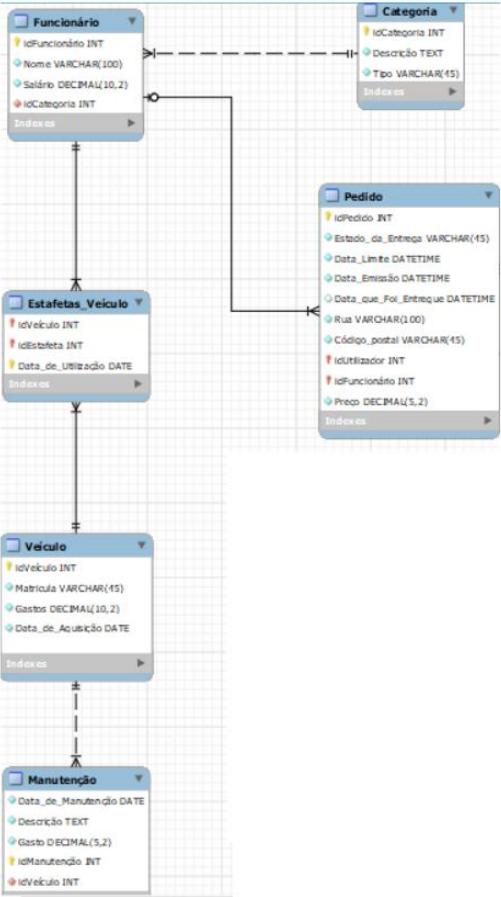 Funcionário
idFuncionário INT
Nome VARCHAR(100)
Salário DECIMAL(10,2)
idCategoria INT
Indexes
Categoria
idCategoria INT
Descrição TEXT
Tipo VARCHAR(45)
Indexes
Pedido
idPedido INT
Estado_da_Entrega VARCHAR(45)
Data_Limite DATETIME
Data_Emissão DATETIME
Data_que_Foi_Entregue DATETIME
Rua VARCHAR(100)
Código_postal VARCHAR(45)
idUtilizador INT
idFuncionário INT
Preço DECIMAL(5,2)
Indexes
Estafetas_Veículo
idVeículo INT
idEstafeta INT
Data_de_Utilização DATE
Indexes
Veículo
idVeículo INT
Matricula VARCHAR(45)
Gastos DECIMAL(10,2)
Data_de_Aquisição DATE
Indexes
Manutenção
Data_de_Manutenção DATE
Descrição TEXT
Gasto DECIMAL(5,2)
idManutenção INT
idVeículo INT